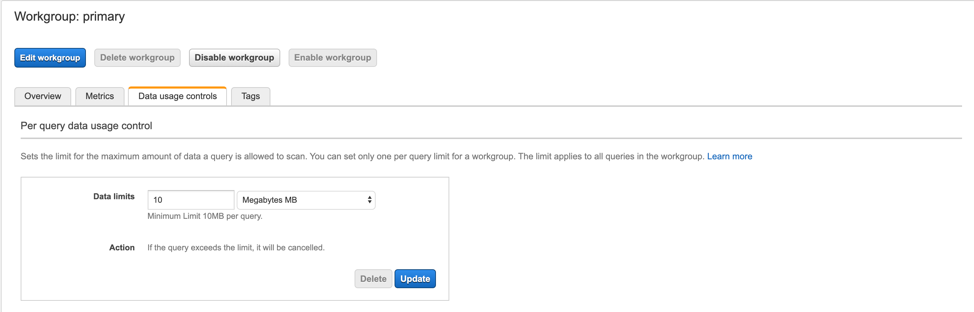 Workgroup: primary
Edit workgroup Delete workgroup Disable workgroup Enable workgroup
Overview Metrics Data usage controls Tags
Per query data usage control
Sets the limit for the maximum amount of data a query is allowed to scan. You can set only one per query limit for a workgroup. The limit applies to all queries in the workgroup. Learn more
Data limits 10 Megabytes MB
Minimum Limit 10MB per query.
Action If the query exceeds the limit, it will be cancelled.
Delete Update